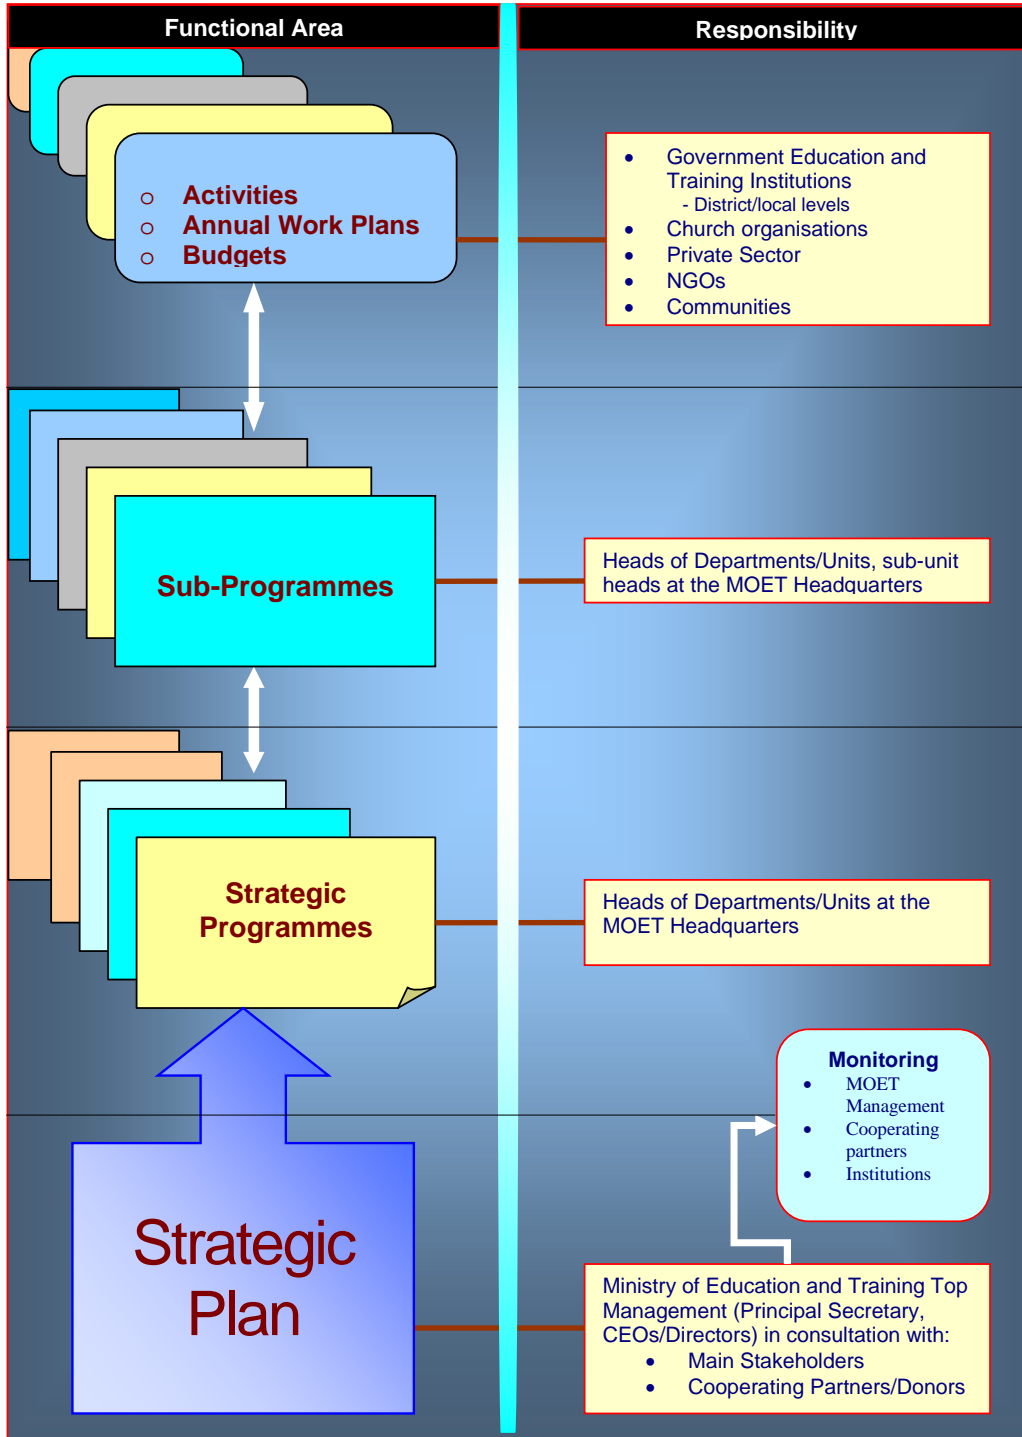 Functional Area
Responsibility
o Activities
o Annual Work Plans
o Budgets
• Government Education and
Training Institutions
- District/local levels
• Church organisations
• Private Sector
• NGOs
• Communities
Sub-Programmes
Heads of Departments/Units, sub-unit
heads at the MOET Headquarters
Strategic
Programmes
Heads of Departments/Units at the
MOET Headquarters
Monitoring
• MOET
Management
• Cooperating
partners
• Institutions
Strategic
Plan
Ministry of Education and Training Top
Management (Principal Secretary,
CEOs/Directors) in consultation with:
• Main Stakeholders
• Cooperating Partners/Donors